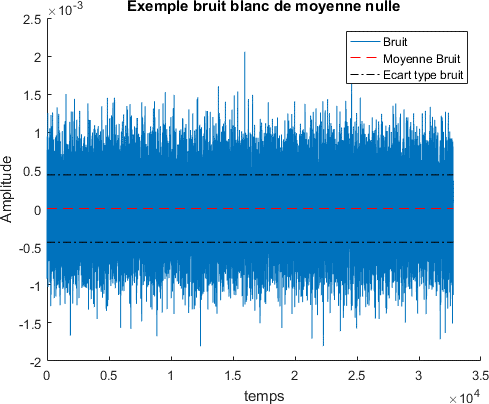 Exemple bruit blanc de moyenne nulle
×10⁻³
2.5
2
1.5
1
0.5
0
-0.5
-1
-1.5
-2
Amplitude
Bruit
Moyenne Bruit
Ecart type bruit
0 0.5 1 1.5 2 2.5 3 3.5
temps
×10⁴